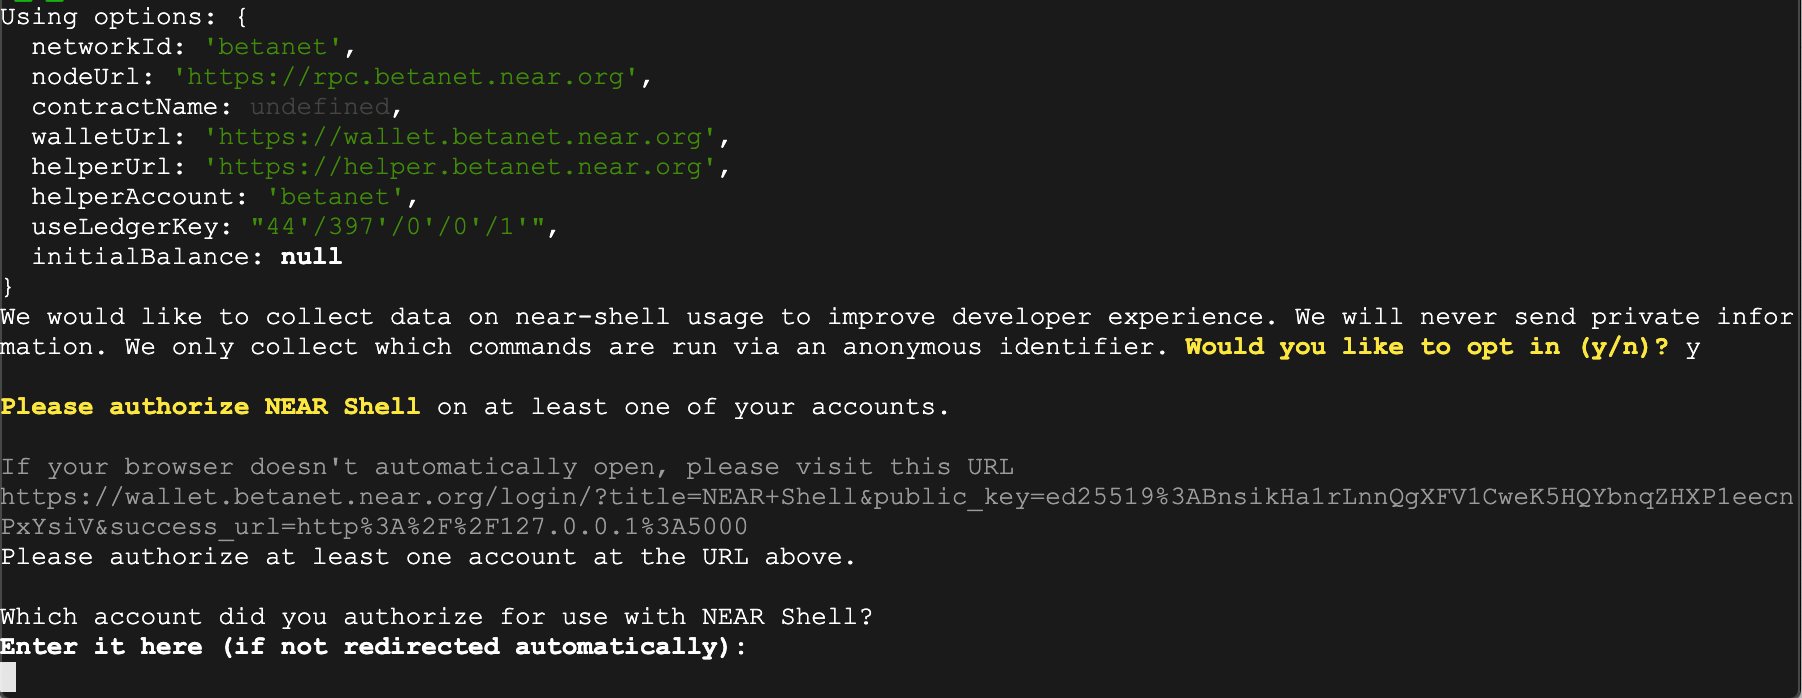 Using options: {
  networkId: 'betanet',
  nodeUrl: 'https://rpc.betanet.near.org',
  contractName: undefined,
  walletUrl: 'https://wallet.betanet.near.org',
  helperUrl: 'https://helper.betanet.near.org',
  helperAccount: 'betanet',
  useLedgerKey: "44'/397'/0'/0'/1'",
  initialBalance: null
}
We would like to collect data on near-shell usage to improve developer experience. We will never send private infor
mation. We only collect which commands are run via an anonymous identifier. Would you like to opt in (y/n)? y
Please authorize NEAR Shell on at least one of your accounts.
If your browser doesn't automatically open, please visit this URL
https://wallet.betanet.near.org/login/?title=NEAR+Shell&public_key=ed25519%3ABnsikHa1rLnnQgXFV1CweK5HQYbnqZHXP1eecn
PxYsiV&success_url=http%3A%2F%2F127.0.0.1%3A5000
Please authorize at least one account at the URL above.
Which account did you authorize for use with NEAR Shell?
Enter it here (if not redirected automatically):